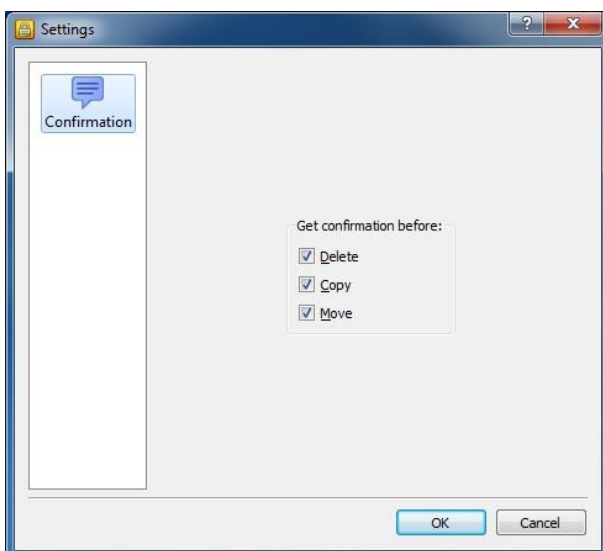 Settings
Confirmation
Get confirmation before:
Delete
Copy
Move
OK
Cancel